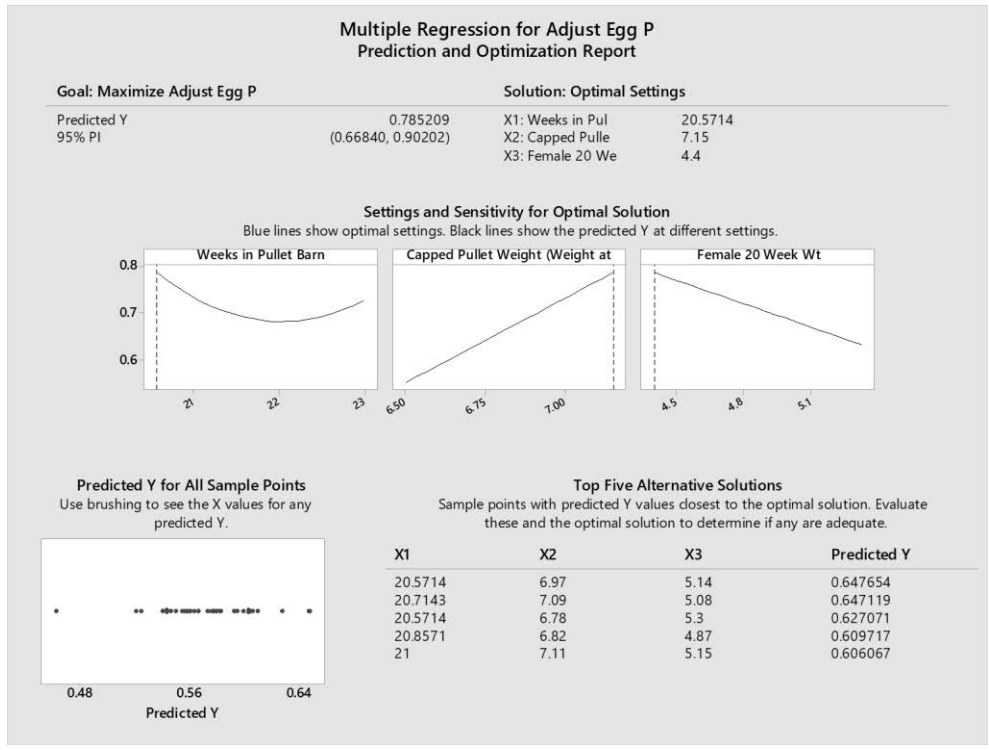 Multiple Regression for Adjust Egg P
Prediction and Optimization Report
Goal: Maximize Adjust Egg P
Predicted Y 0.785209
95% PI (0.66840, 0.90202)
Solution: Optimal Settings
X1: Weeks in Pul 20.5714
X2: Capped Pulle 7.15
X3: Female 20 We 4.4
Settings and Sensitivity for Optimal Solution
Blue lines show optimal settings. Black lines show the predicted Y at different settings.
Weeks in Pullet Barn
Capped Pullet Weight (Weight at
Female 20 Week Wt
0.8
0.7
0.6
21 22 23
6.50 6.75 7.00
4.5 4.8 5.1
Predicted Y for All Sample Points
Use brushing to see the X values for any
predicted Y.
0.48 0.56 0.64
Predicted Y
Top Five Alternative Solutions
Sample points with predicted Y values closest to the optimal solution. Evaluate
these and the optimal solution to determine if any are adequate.
X1 X2 X3 Predicted Y
20.5714 6.97 5.14 0.647654
20.7143 7.09 5.08 0.647119
20.5714 6.78 5.3 0.627071
20.8571 6.82 4.87 0.609717
21 7.11 5.15 0.606067